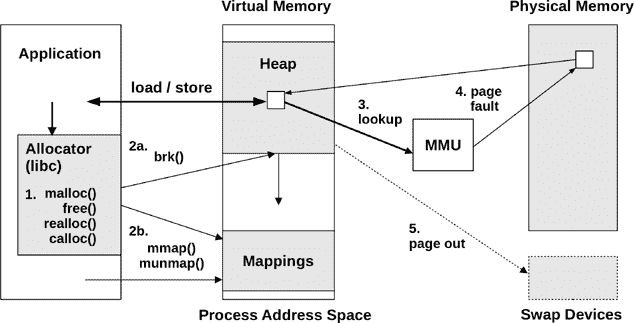 Virtual Memory
Physical Memory
Application
Heap
load / store
3.
lookup
4. page
fault
MMU
Allocator
(libc)
1. malloc()
free()
realloc()
calloc()
2a.
brk()
2b.
mmap()
munmap()
Mappings
5.
page out
Process Address Space
Swap Devices